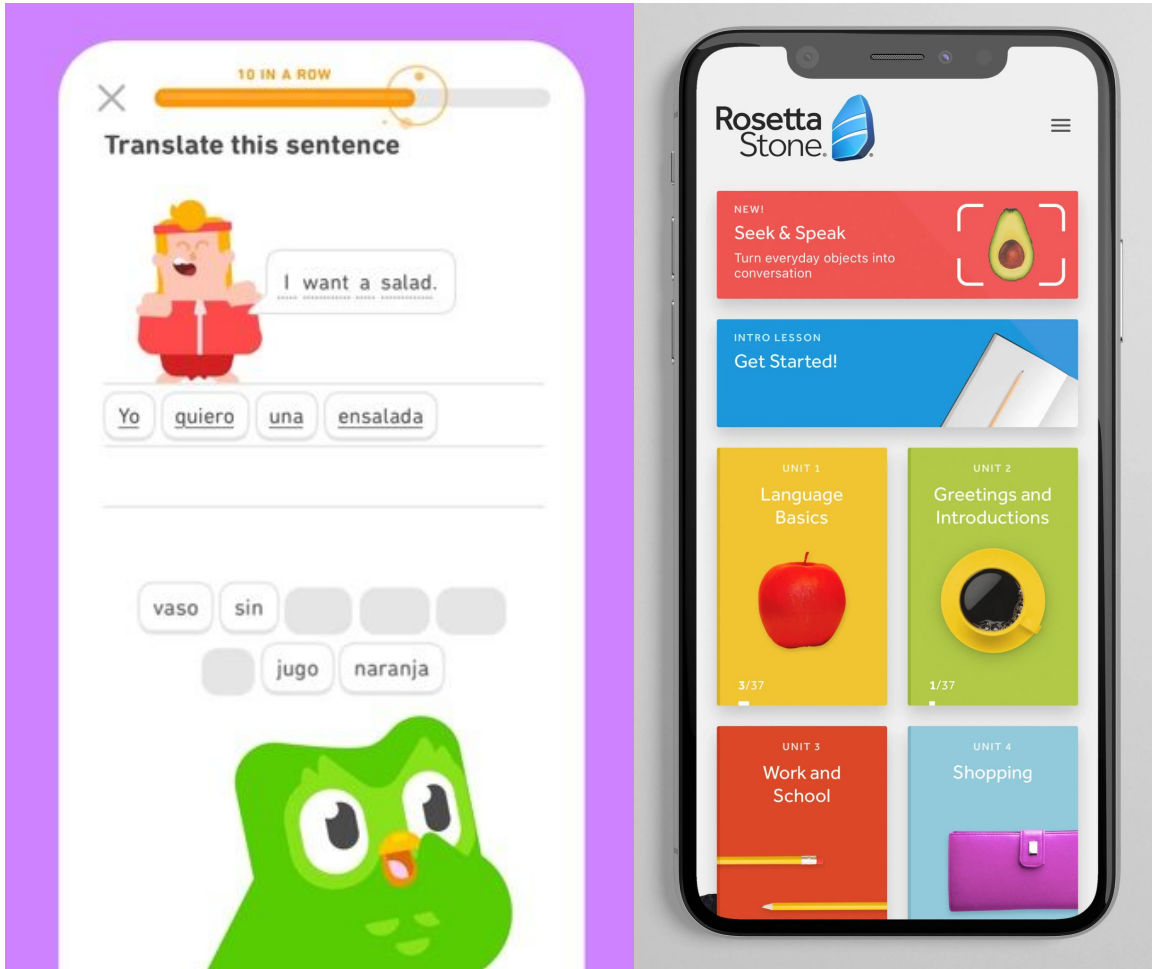 10 IN A ROW
Translate this sentence
I want a salad.
Yo quiero una ensalada
vaso sin
jugo naranja
Rosetta
Stone®
NEW!
Seek & Speak
Turn everyday objects into
conversation
INTRO LESSON
Get Started!
UNIT 1
Language
Basics
3/37
UNIT 2
Greetings and
Introductions
1/37
UNIT 3
Work and
School
UNIT 4
Shopping